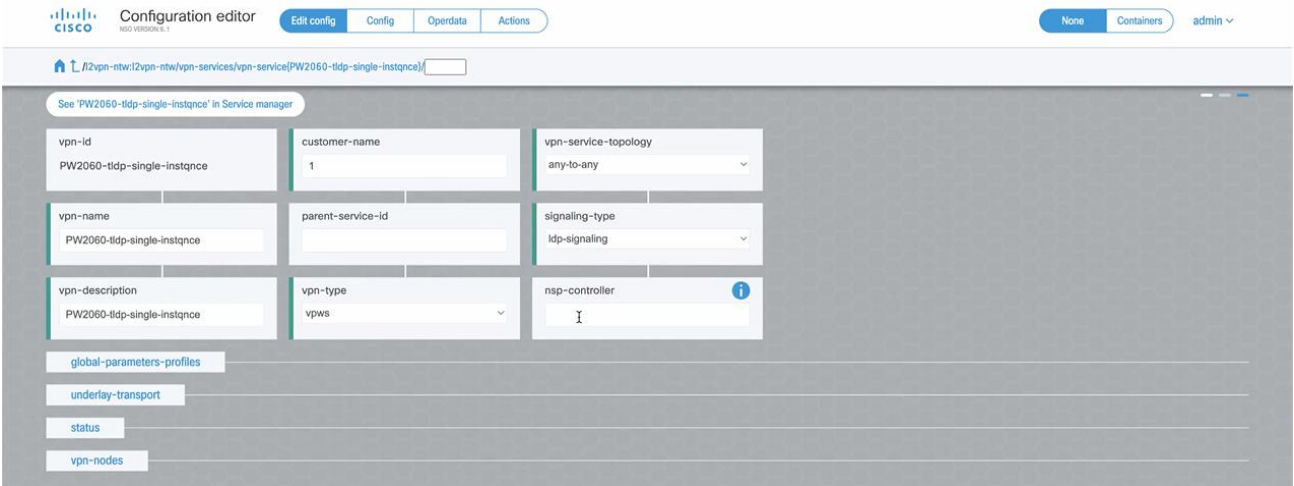 CISCO
Configuration editor
NSO VERSION:6.1
Edit config Config Operdata Actions
None Containers admin
/l2vpn-ntw:l2vpn-ntw/vpn-services/vpn-service{PW2060-tldp-single-instqnce}/
See 'PW2060-tldp-single-instqnce' in Service manager
vpn-id
PW2060-tldp-single-instqnce
customer-name
1
vpn-service-topology
any-to-any
vpn-name
PW2060-tldp-single-instqnce
parent-service-id
signaling-type
ldp-signaling
vpn-description
PW2060-tldp-single-instqnce
vpn-type
vpws
nsp-controller
global-parameters-profiles
underlay-transport
status
vpn-nodes